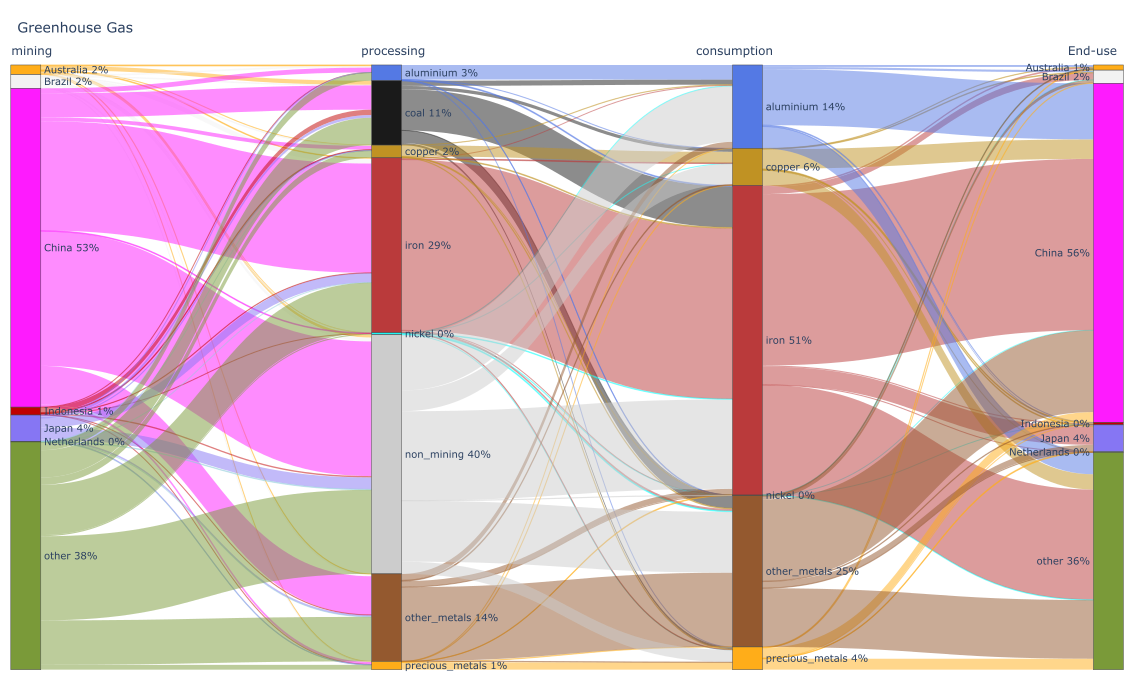 Greenhouse Gas
mining
processing
consumption
End-use
Australia 2%
Brazil 2%
China 53%
Indonesia 1%
Japan 4%
Netherlands 0%
other 38%
aluminium 3%
coal 11%
copper 2%
iron 29%
nickel 0%
non_mining 40%
other_metals 14%
precious_metals 1%
aluminium 14%
copper 6%
iron 51%
nickel 0%
other_metals 25%
precious_metals 4%
Australia 1%
Brazil 2%
China 56%
Indonesia 0%
Japan 4%
Netherlands 0%
other 36%